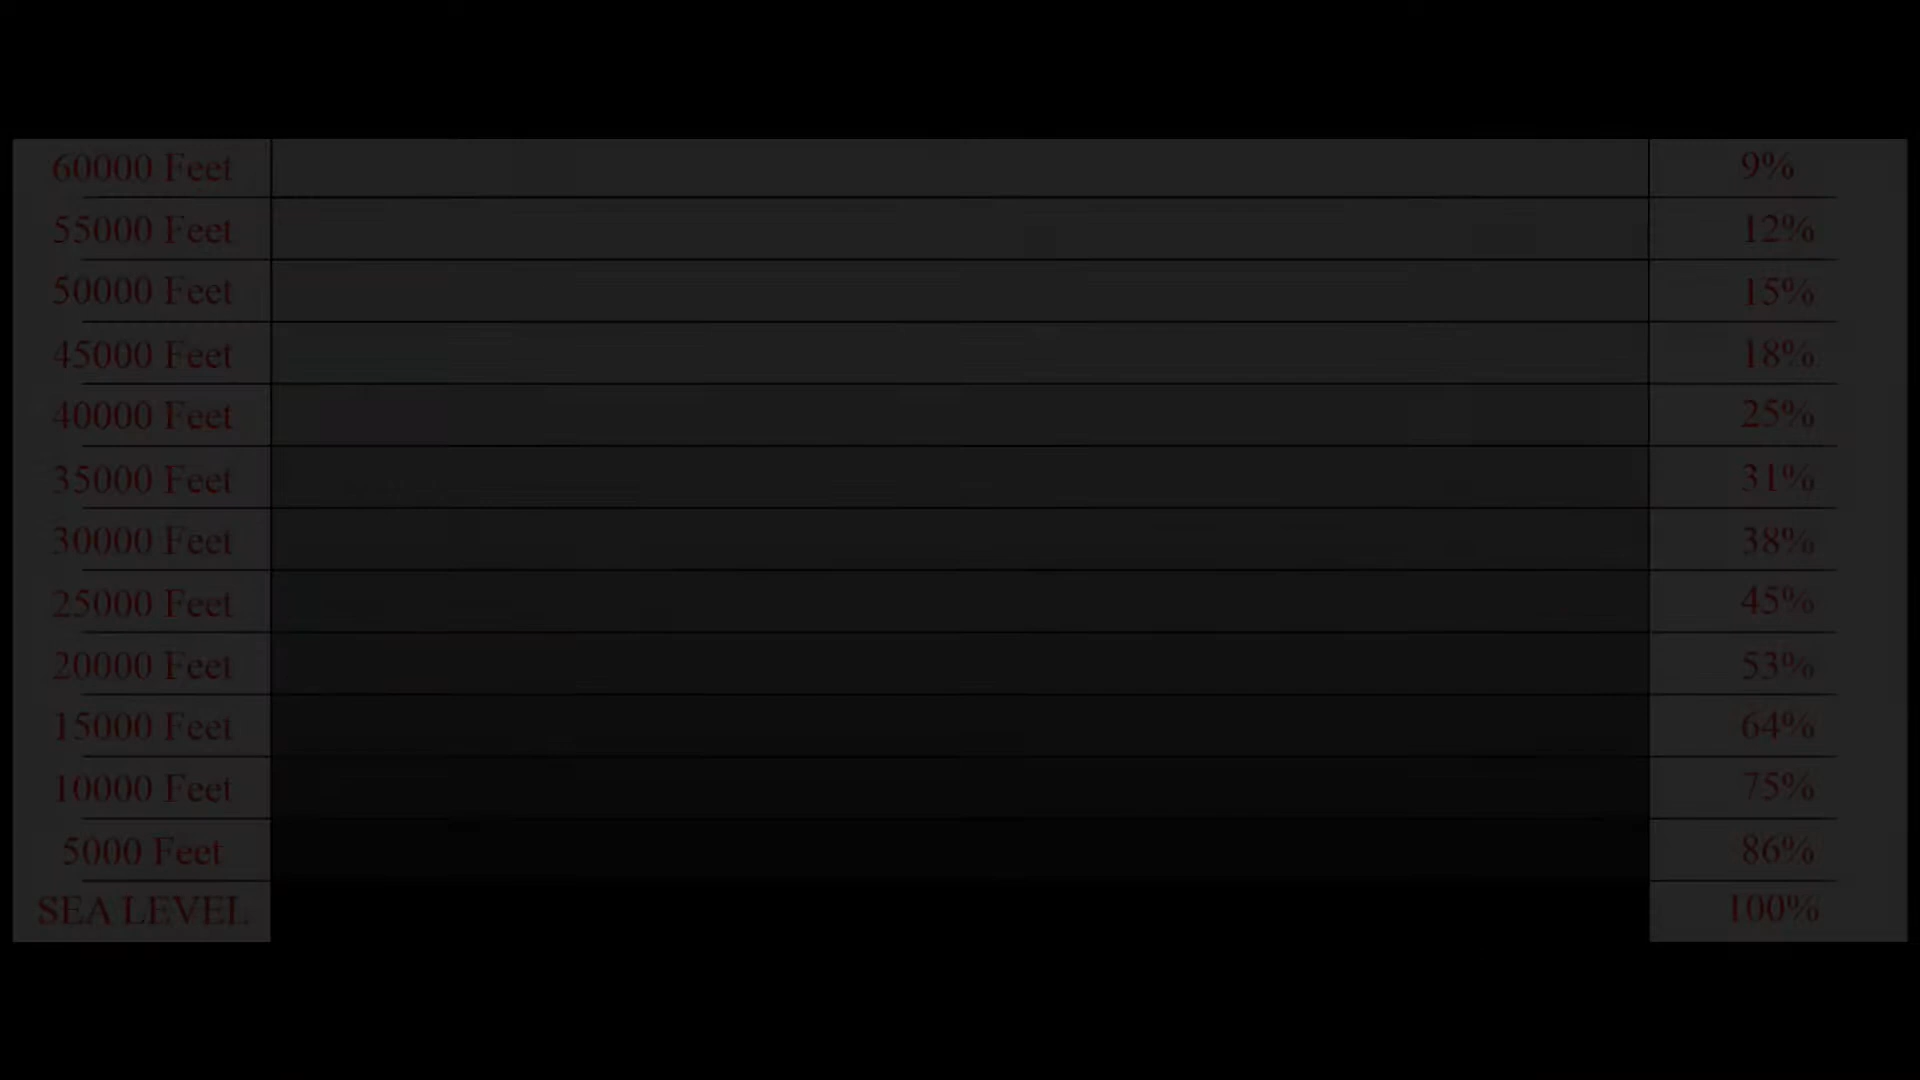 60000 Feet 9%
55000 Feet 12%
50000 Feet 15%
45000 Feet 18%
40000 Feet 25%
35000 Feet 31%
30000 Feet 38%
25000 Feet 45%
20000 Feet 53%
15000 Feet 64%
10000 Feet 75%
5000 Feet 86%
SEA LEVEL 100%